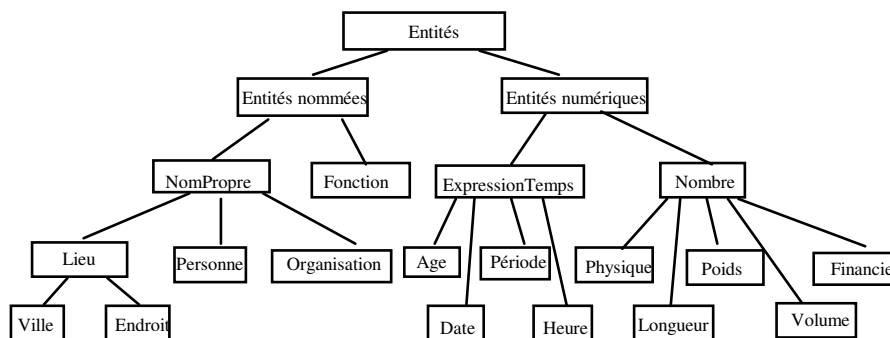 Entités
Entités nommées
Entités numériques
NomPropre
Fonction
ExpressionTemps
Nombre
Lieu
Personne
Organisation
Age
Période
Physique
Poids
Financie
Ville
Endroit
Date
Heure
Longueur
Volume